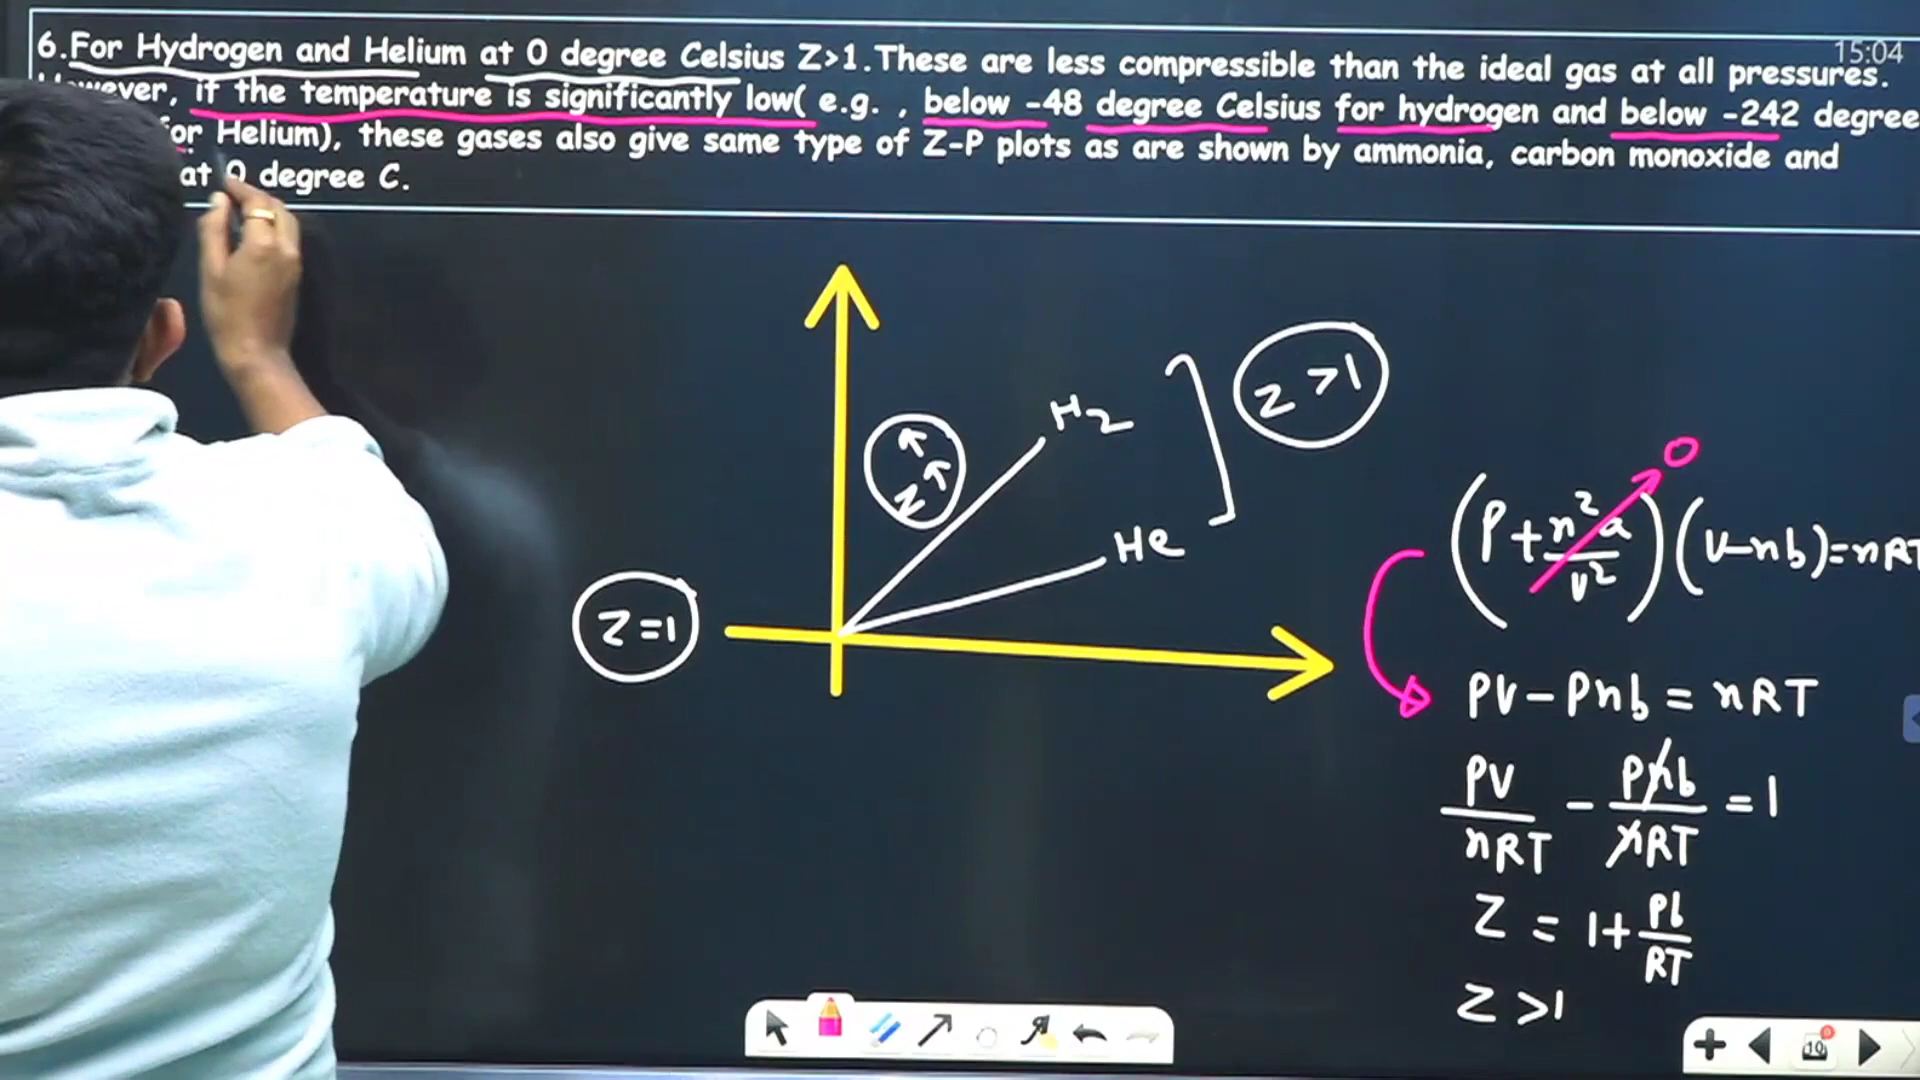 15:04
6.For Hydrogen and Helium at 0 degree Celsius Z>1.These are less compressible than the ideal gas at all pressures.
if the temperature is significantly low( e.g. , below -48 degree Celsius for hydrogen and below -242 degree
for Helium), these gases also give same type of Z-P plots as are shown by ammonia, carbon monoxide and
at 0 degree C.
H2
Z >1
Z↑↑
He
Z=1
0
(P+n²a/v²)(v-nb)=nRT
PV-Pnb=nRT
PV/nRT - Pnb/nRT =1
Z = 1+Pb/RT
Z >1
10